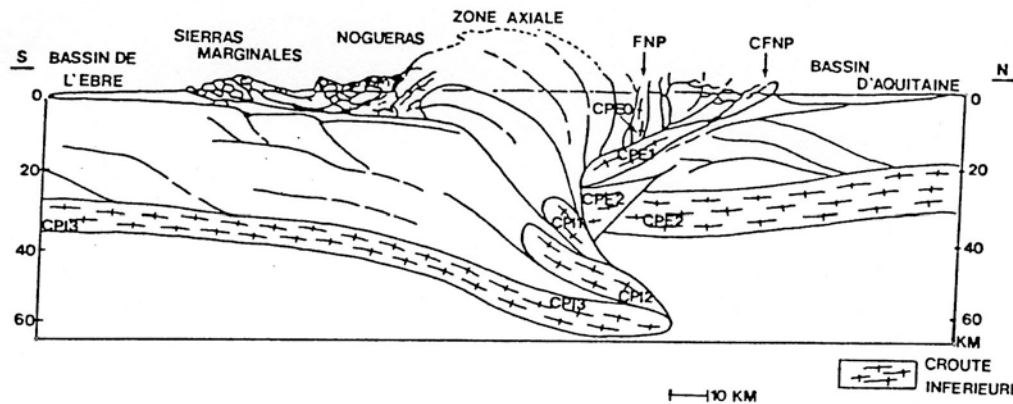 ZONE AXIALE
S
BASSIN DE
L'EBRE
SIERRAS
MARGINALES
NOGUERAS
FNP
CFNP
BASSIN
D'AQUITAINE
N
0
0
CPE0
CPE1
20
20
CPE2
CPI1
CPE2
CPI3
40
40
CPI2
CPI3
60
60
KM
10 KM
CROUTE
INFERIEURE